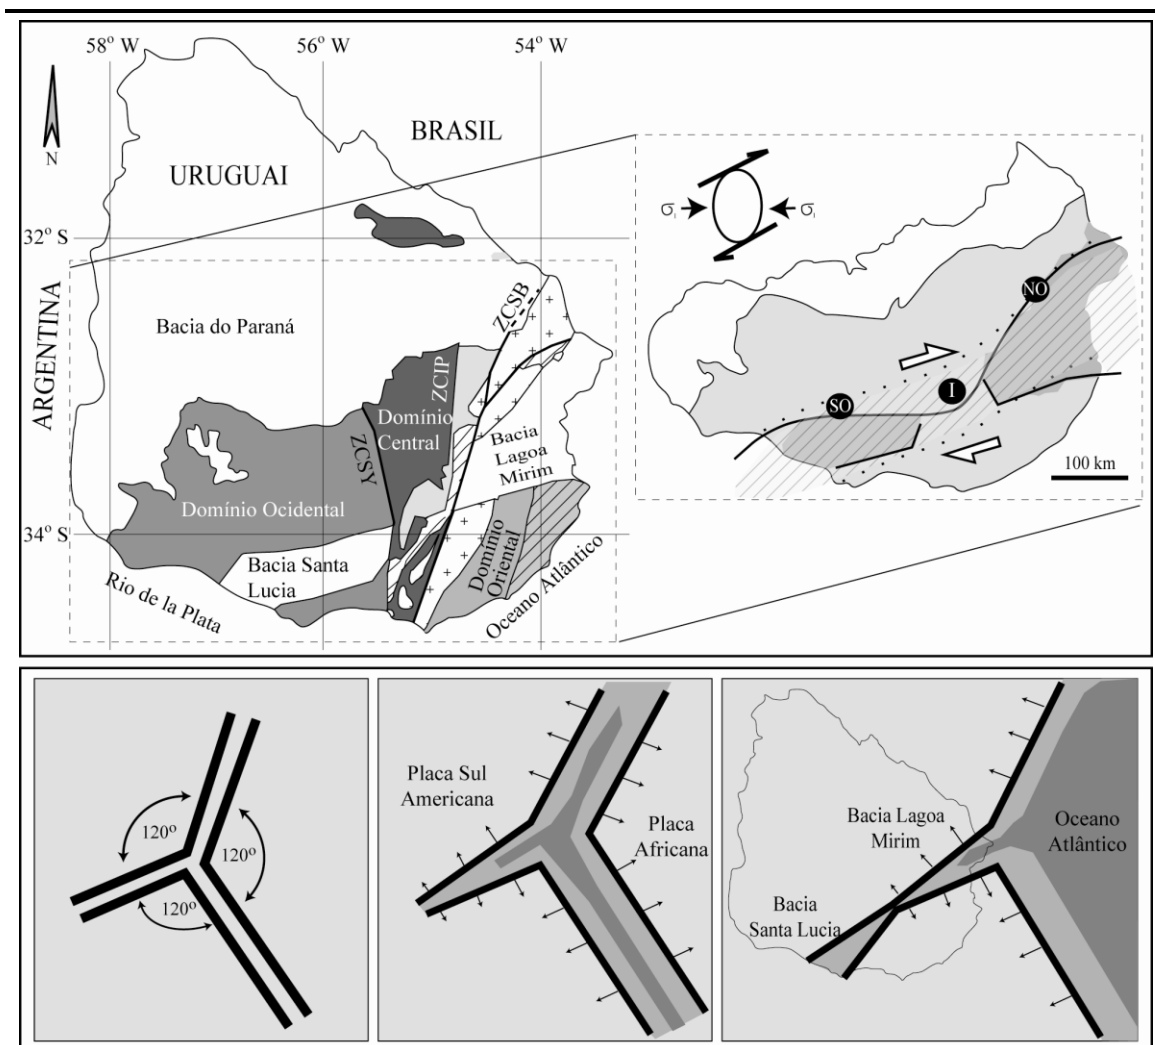 58º W
56º W
54º W
N
BRASIL
URUGUAI
32º S
ARGENTINA
Bacia do Paraná
ZCSB
ZCIP
Domínio
Central
ZCSY
Bacia
Lagoa
Mirim
Domínio Ocidental
34º S
Bacia Santa
Lucia
Domínio
Oriental
Rio de la Plata
Oceano Atlântico
σ₁
σ₁
NO
I
SO
100 km
120º
120º
120º
Placa Sul
Americana
Placa
Africana
Bacia Lagoa
Mirim
Oceano
Atlântico
Bacia
Santa Lucia